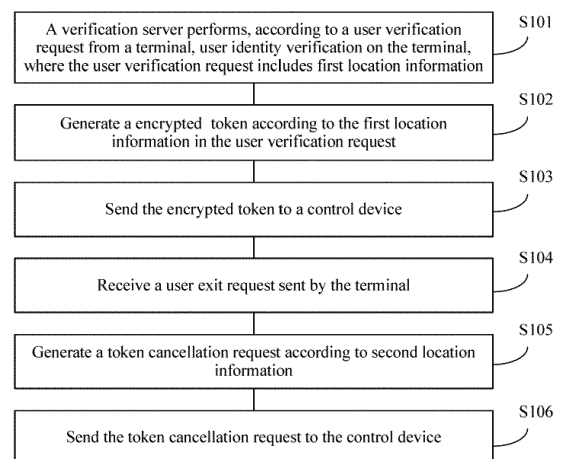 S101
A verification server performs, according to a user verification
request from a terminal, user identity verification on the terminal,
where the user verification request includes first location information
S102
Generate a encrypted token according to the first location
information in the user verification request
S103
Send the encrypted token to a control device
S104
Receive a user exit request sent by the terminal
S105
Generate a token cancellation request according to second location
information
S106
Send the token cancellation request to the control device